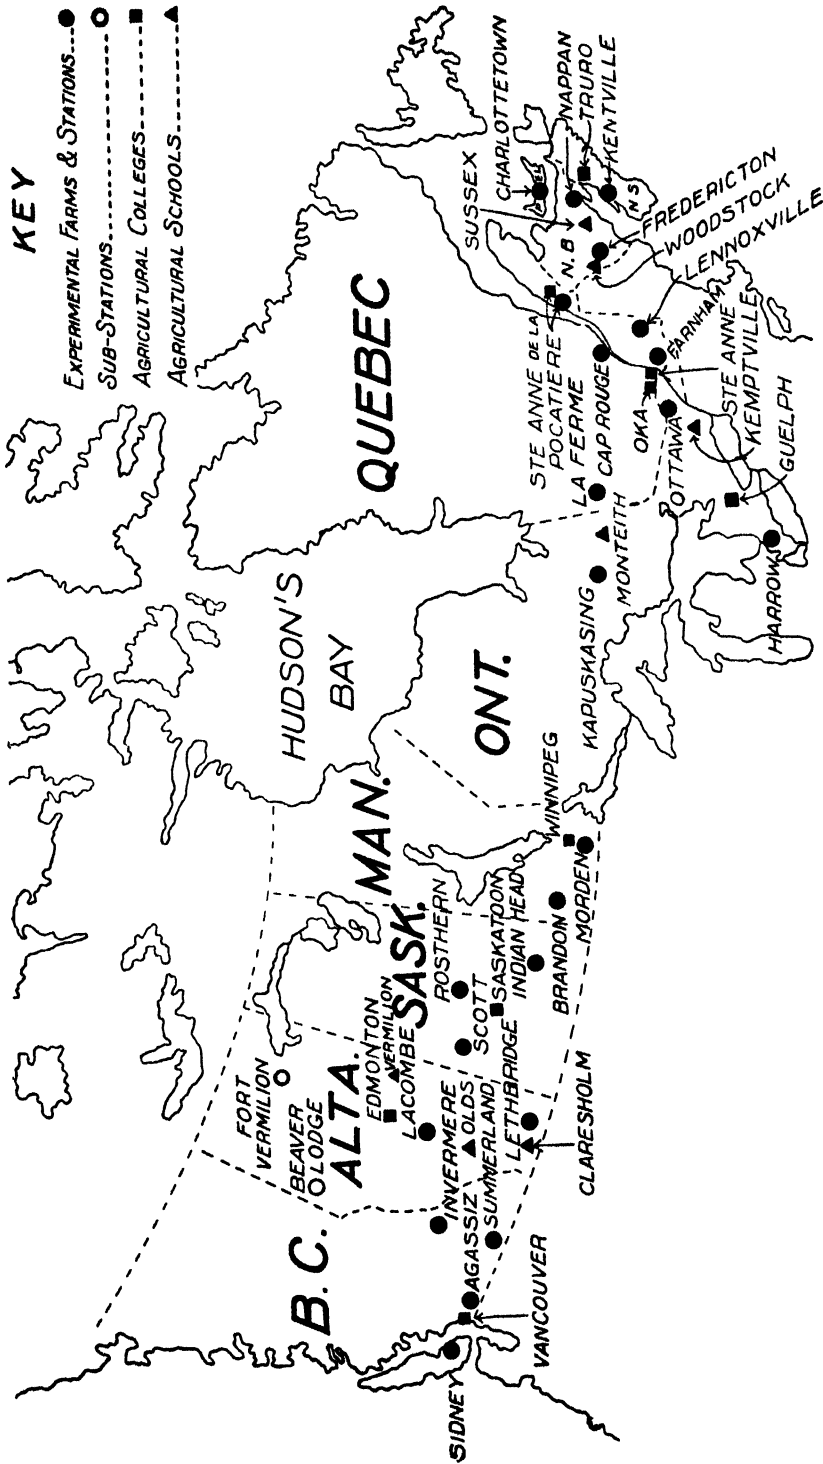 KEY
EXPERIMENTAL FARMS & STATIONS...
SUB-STATIONS...............
AGRICULTURAL COLLEGES........
AGRICULTURAL SCHOOLS........
QUEBEC
HUDSON'S
BAY
ONT.
MAN.
SASK.
ALTA.
B.C.
SIDNEY
VANCOUVER
AGASSIZ
SUMMERLAND
INVERMERE
FORT
VERMILION
BEAVER
LODGE
EDMONTON
VERMILION
LACOMBE
OLDS
LETHBRIDGE
CLARESHOLM
ROSTHERN
SCOTT
SASKATOON
INDIAN HEAD
BRANDON
MORDEN
WINNIPEG
KAPUSKASING
MONTEITH
HARROW
GUELPH
KEMPTVILLE
OTTAWA
OKA
STE ANNE
FARNHAM
LENNOXVILLE
LA FERME
CAP ROUGE
STE ANNE DE LA
POCATIERE
WOODSTOCK
FREDERICTON
N.B
SUSSEX
CHARLOTTETOWN
NAPPAN
TRURO
KENTVILLE
N S